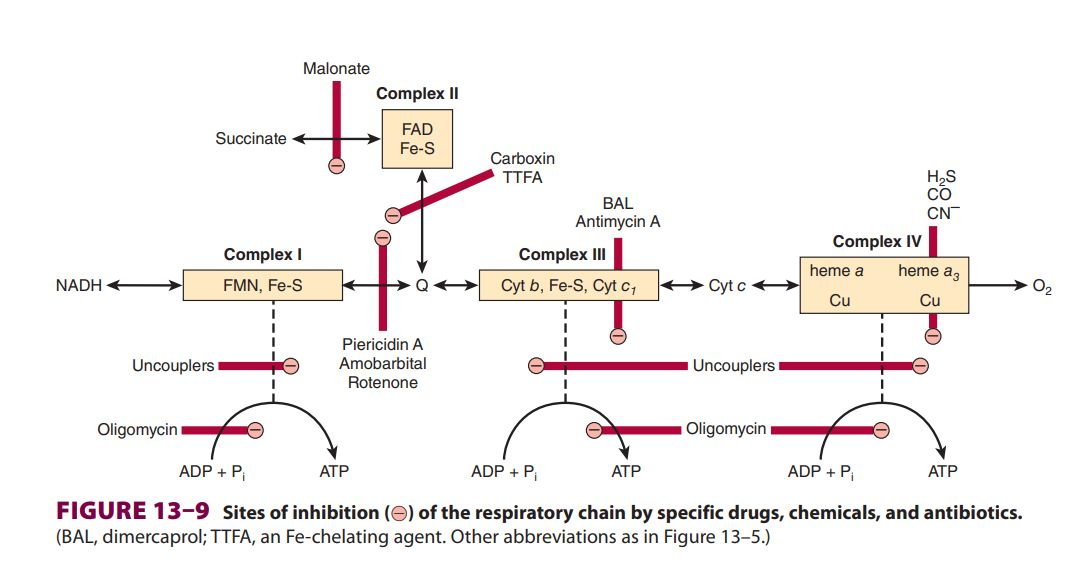 Malonate
Complex II
FAD
Fe-S
Succinate
Carboxin
TTFA
H₂S
CO
CN⁻
BAL
Antimycin A
Complex I
Complex III
Complex IV
NADH
FMN, Fe-S
Q
Cyt b, Fe-S, Cyt c₁
Cyt c
heme a
heme a₃
Cu
Cu
O₂
Piericidin A
Amobarbital
Rotenone
Uncouplers
Uncouplers
Oligomycin
Oligomycin
ADP + Pᵢ
ATP
ADP + Pᵢ
ATP
ADP + Pᵢ
ATP
FIGURE 13–9 Sites of inhibition (⊖) of the respiratory chain by specific drugs, chemicals, and antibiotics.
(BAL, dimercaprol; TTFA, an Fe-chelating agent. Other abbreviations as in Figure 13–5.)